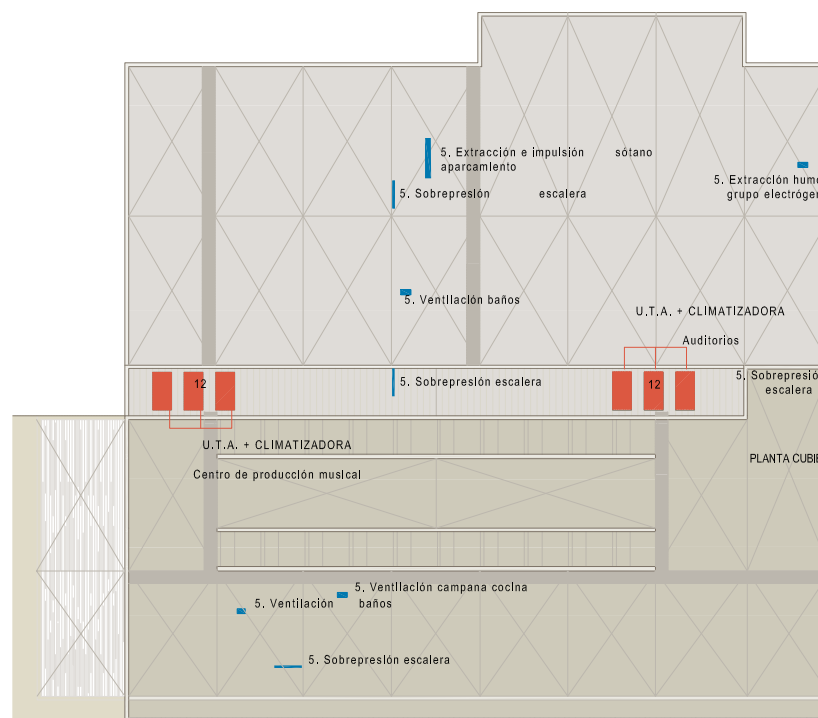 5. Extracción e impulsión sótano
aparcamiento
5. Extracción humo
grupo electróge
5. Sobrepresión escalera
5. Ventilación baños
U.T.A. + CLIMATIZADORA
Auditorios
12
5. Sobrepresión escalera
12
5. Sobrepresió
escalera
U.T.A. + CLIMATIZADORA
Centro de producción musical
PLANTA CUBIE
5. Ventilación campana cocina
5. Ventilación baños
5. Sobrepresión escalera